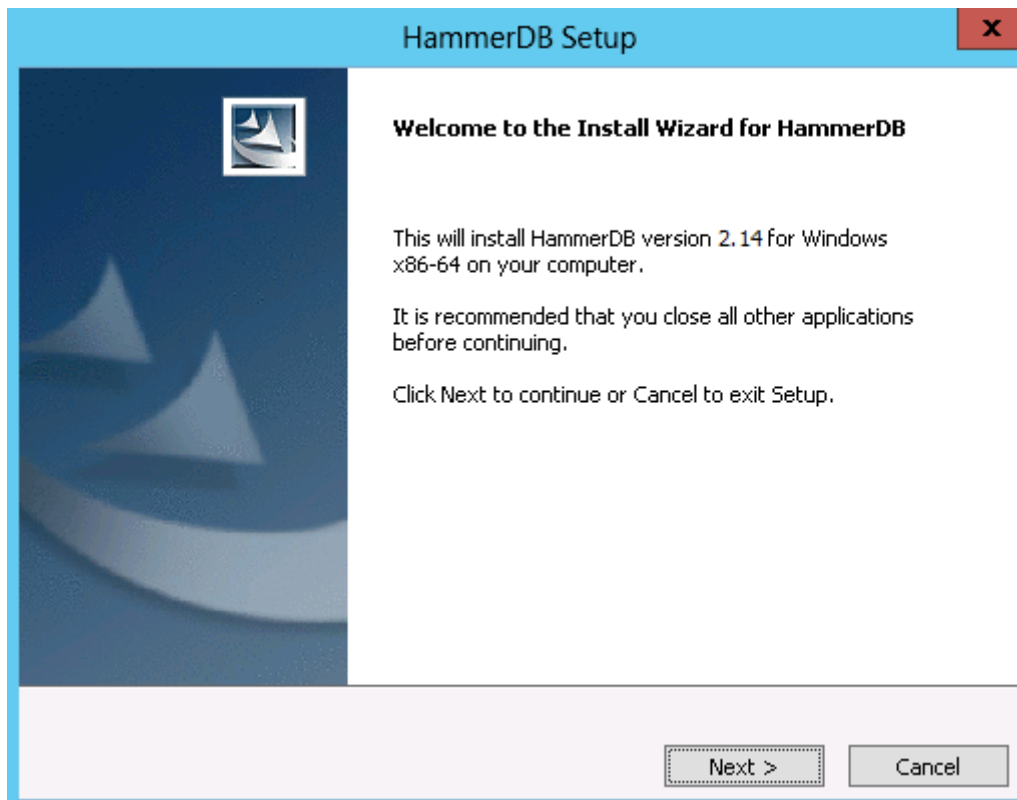 HammerDB Setup
x
Welcome to the Install Wizard for HammerDB
This will install HammerDB version 2.14 for Windows
x86-64 on your computer.
It is recommended that you close all other applications
before continuing.
Click Next to continue or Cancel to exit Setup.
Next >
Cancel